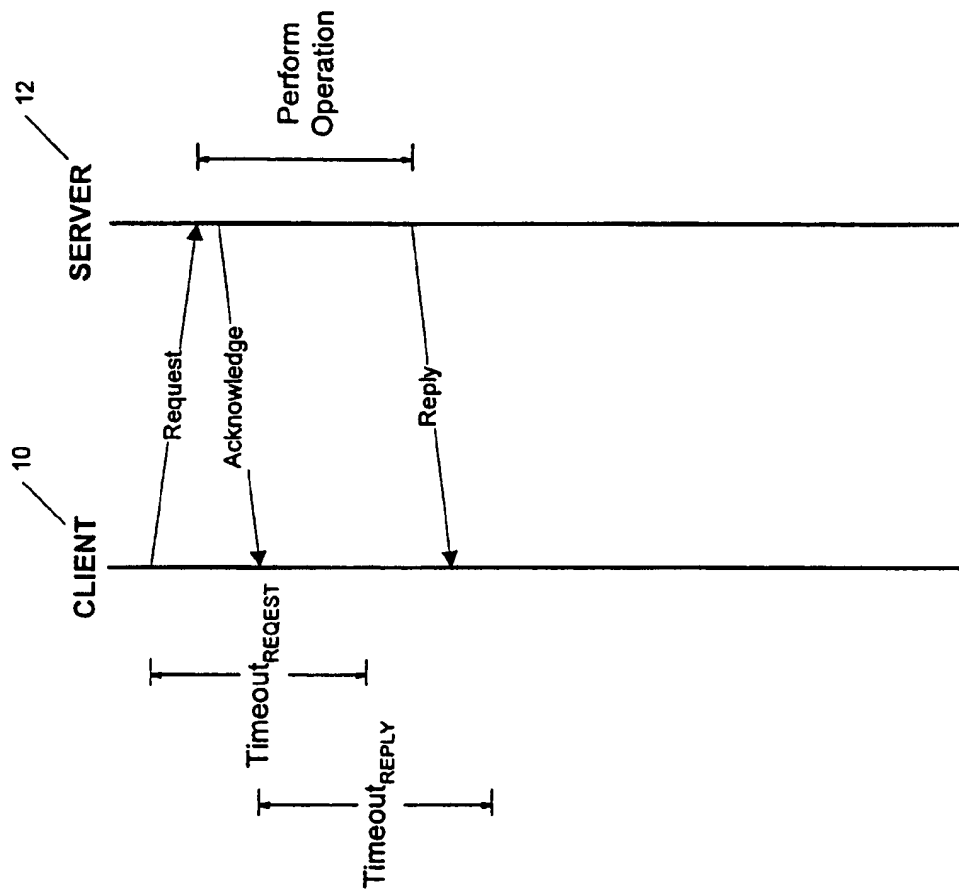 CLIENT
10
SERVER
12
Request
Acknowledge
Reply
Perform
Operation
TimeoutREQEST
TimeoutREPLY